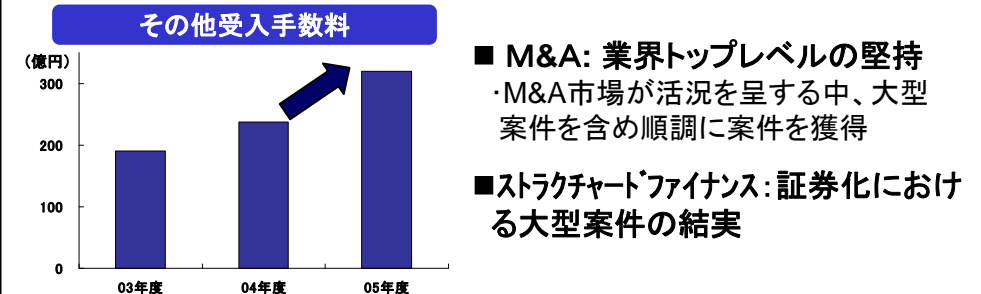 その他受入手数料
（億円）
300
200
100
0
03年度
04年度
05年度
■ M&A: 業界トップレベルの堅持
・M&A市場が活況を呈する中、大型
案件を含め順調に案件を獲得
■ｽﾄﾗｸﾁｬｰﾄﾞﾌｧｲﾅﾝｽ：証券化におけ
る大型案件の結実